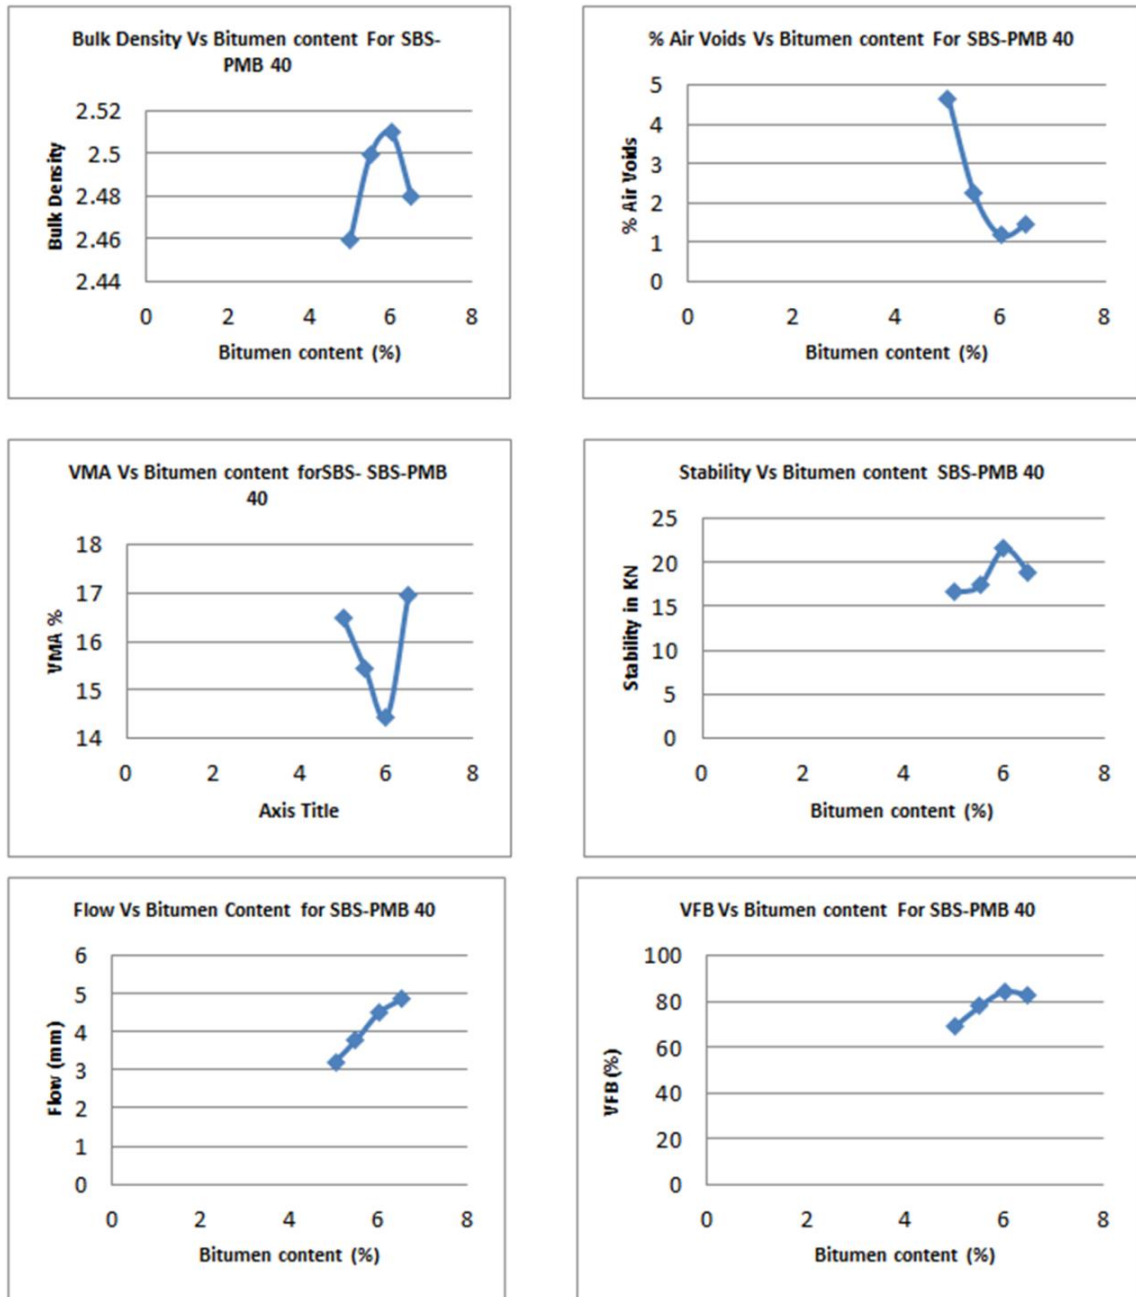 Bulk Density Vs Bitumen content For SBS-
PMB 40
2.52
2.5
2.48
2.46
2.44
Bulk Density
0 2 4 6 8
Bitumen content (%)
% Air Voids Vs Bitumen content For SBS-PMB 40
5
4
3
2
1
0
% Air Voids
0 2 4 6 8
Bitumen content (%)
VMA Vs Bitumen content forSBS- SBS-PMB
40
18
17
16
15
14
VMA %
0 2 4 6 8
Axis Title
Stability Vs Bitumen content SBS-PMB 40
25
20
15
10
5
0
Stability in KN
0 2 4 6 8
Bitumen content (%)
Flow Vs Bitumen Content for SBS-PMB 40
6
5
4
3
2
1
0
Flow (mm)
0 2 4 6 8
Bitumen content (%)
VFB Vs Bitumen content For SBS-PMB 40
100
80
60
40
20
0
VFB (%)
0 2 4 6 8
Bitumen content (%)